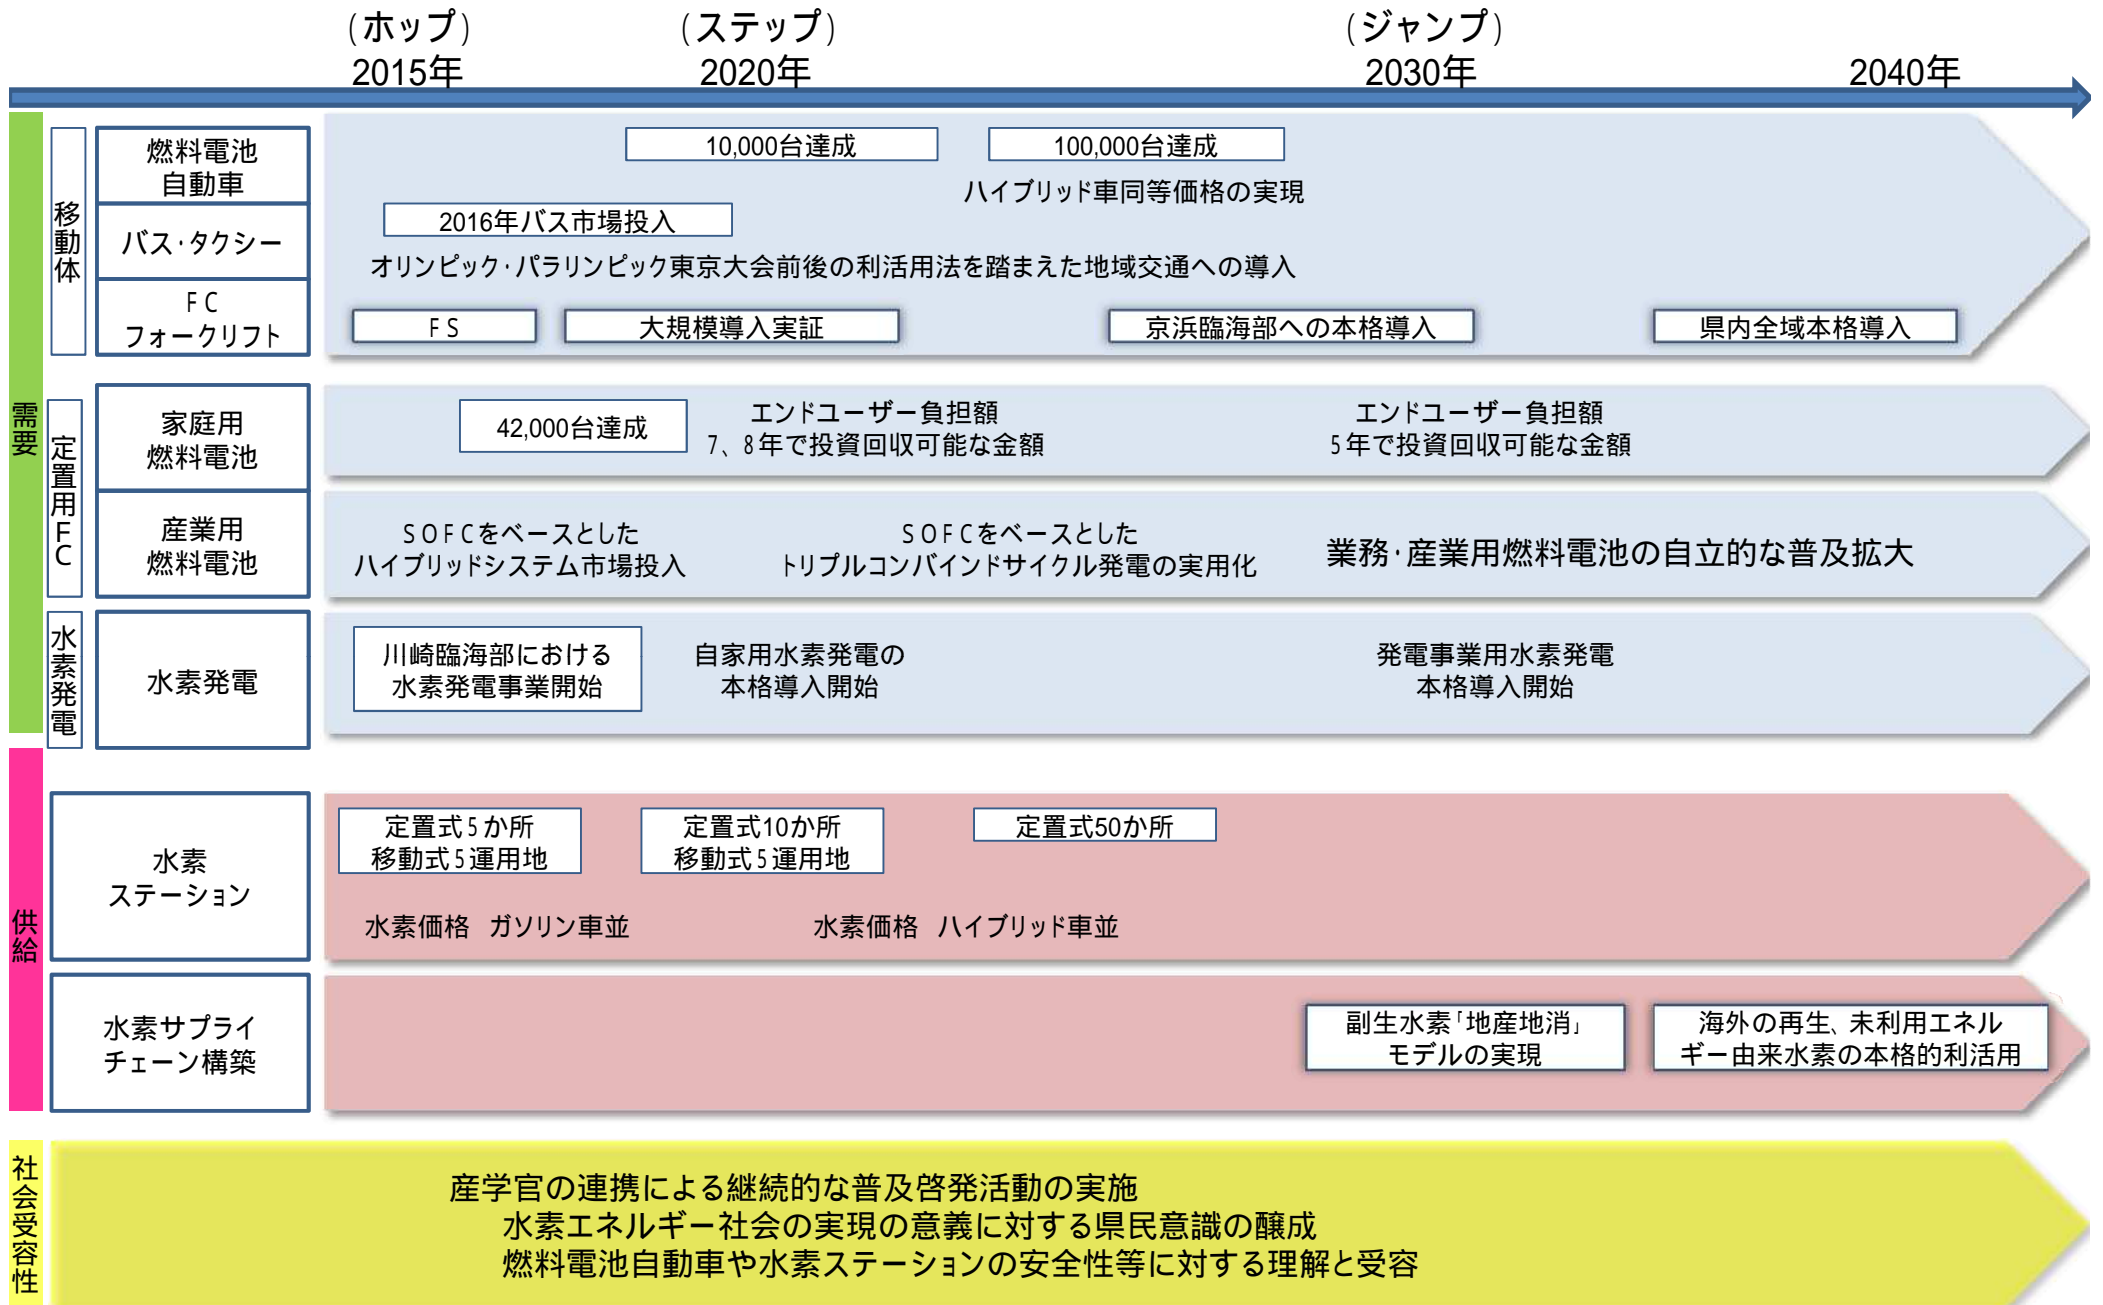 (ホップ)
(ステップ)
(ジャンプ)
2015年
2020年
2030年
2040年
需要
移動体
燃料電池
自動車
10,000台達成
100,000台達成
ハイブリッド車同等価格の実現
バス・タクシー
2016年バス市場投入
オリンピック・パラリンピック東京大会前後の利活用法を踏まえた地域交通への導入
FC
フォークリフト
FS
大規模導入実証
京浜臨海部への本格導入
県内全域本格導入
定置用FC
家庭用
燃料電池
42,000台達成
エンドユーザー負担額
7、8年で投資回収可能な金額
エンドユーザー負担額
5年で投資回収可能な金額
産業用
燃料電池
SOFCをベースとした
ハイブリッドシステム市場投入
SOFCをベースとした
トリプルコンバインドサイクル発電の実用化
業務・産業用燃料電池の自立的な普及拡大
水素発電
水素発電
川崎臨海部における
水素発電事業開始
自家用水素発電の
本格導入開始
発電事業用水素発電
本格導入開始
供給
水素
ステーション
定置式5か所
移動式5運用地
定置式10か所
移動式5運用地
定置式50か所
水素価格 ガソリン車並
水素価格 ハイブリッド車並
水素サプライ
チェーン構築
副生水素「地産地消」
モデルの実現
海外の再生、未利用エネル
ギー由来水素の本格的利活用
社会受容性
産学官の連携による継続的な普及啓発活動の実施
水素エネルギー社会の実現の意義に対する県民意識の醸成
燃料電池自動車や水素ステーションの安全性等に対する理解と受容